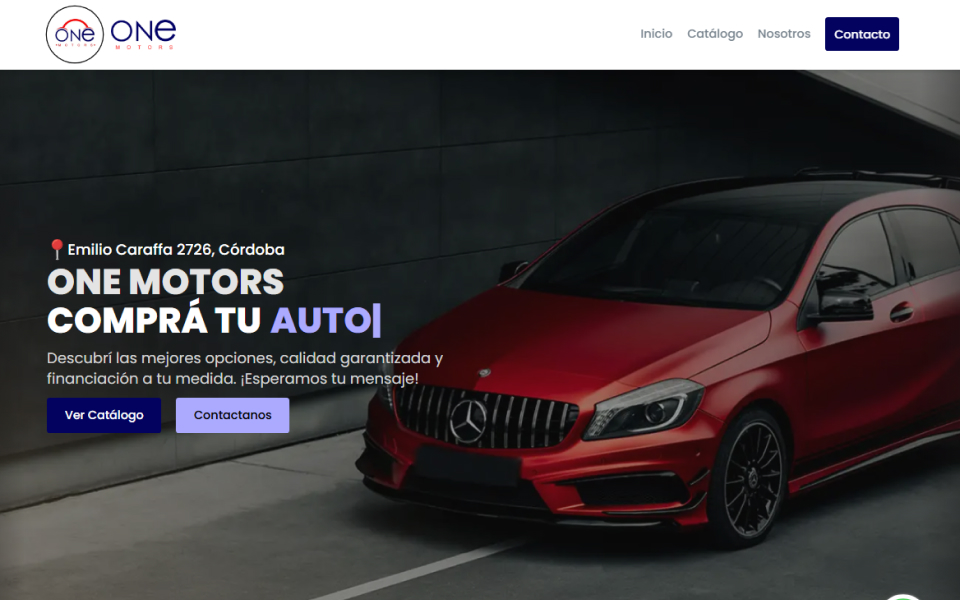 ONE
MOTORS
ONE
MOTORS
Inicio
Catálogo
Nosotros
Contacto
📍Emilio Caraffa 2726, Córdoba
ONE MOTORS
COMPRÁ TU AUTO|
Descubrí las mejores opciones, calidad garantizada y
financiación a tu medida. ¡Esperamos tu mensaje!
Ver Catálogo
Contactanos